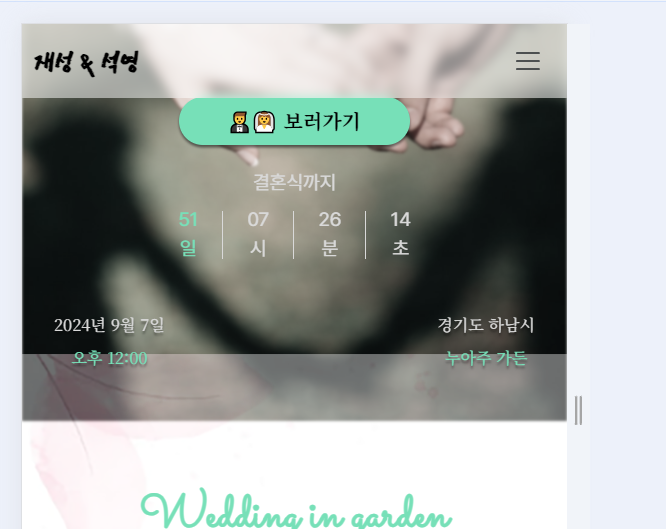 재성 & 석영
보러가기
결혼식까지
51 07 26 14
일 시 분 초
2024년 9월 7일 경기도 하남시
오후 12:00 누아주 가든
Wedding in garden